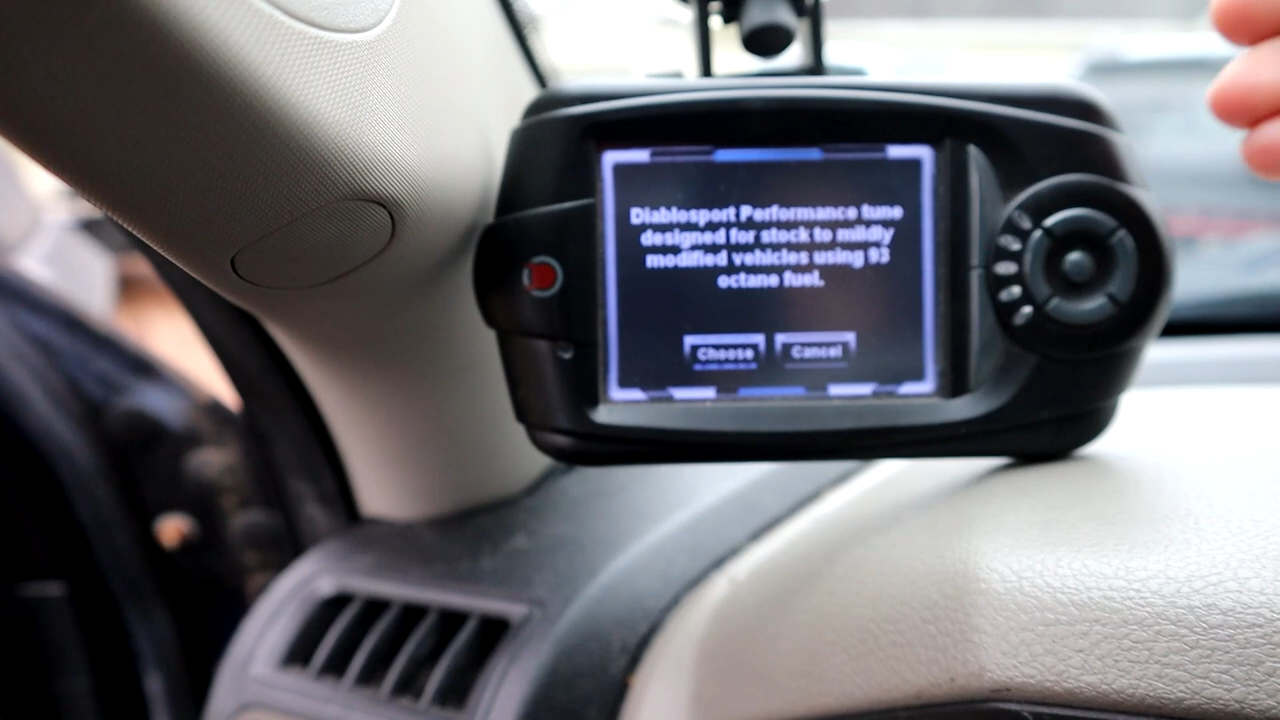 Diablosport Performance tune
designed for stock to mildly
modified vehicles using 93
octane fuel.
Choose Cancel